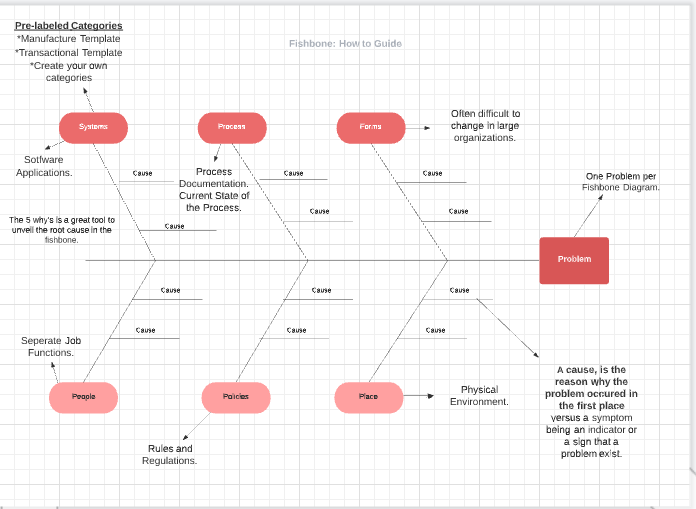 Pre-labeled Categories
*Manufacture Template
*Transactional Template
*Create your own
categories
Fishbone: How to Guide
Systems
Process
Forms
Often difficult to
change in large
organizations.
Sotfware
Applications.
Process
Documentation.
Current State of
the Process.
Cause
Cause
Cause
One Problem per
Fishbone Diagram.
The 5 why's is a great tool to
unveil the root cause in the
fishbone.
Cause
Cause
Cause
Problem
Cause
Cause
Cause
Cause
Cause
Cause
Seperate Job
Functions.
A cause, is the
reason why the
problem occured in
the first place
versus a symptom
being an indicator or
a sign that a
problem exist.
People
Policies
Place
Physical
Environment.
Rules and
Regulations.